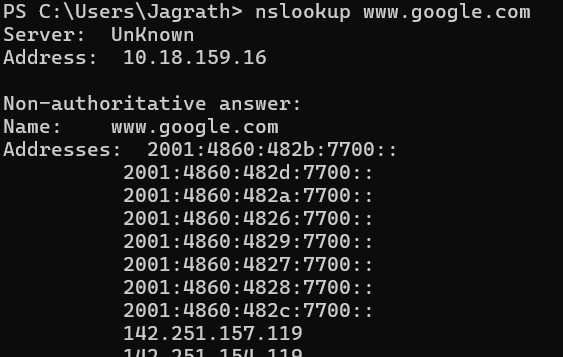 PS C:\Users\Jagrath> nslookup www.google.com
Server:  UnKnown
Address:  10.18.159.16

Non-authoritative answer:
Name:    www.google.com
Addresses:  2001:4860:482b:7700::
          2001:4860:482d:7700::
          2001:4860:482a:7700::
          2001:4860:4826:7700::
          2001:4860:4829:7700::
          2001:4860:4827:7700::
          2001:4860:4828:7700::
          2001:4860:482c:7700::
          142.251.157.119
          142.251.154.119